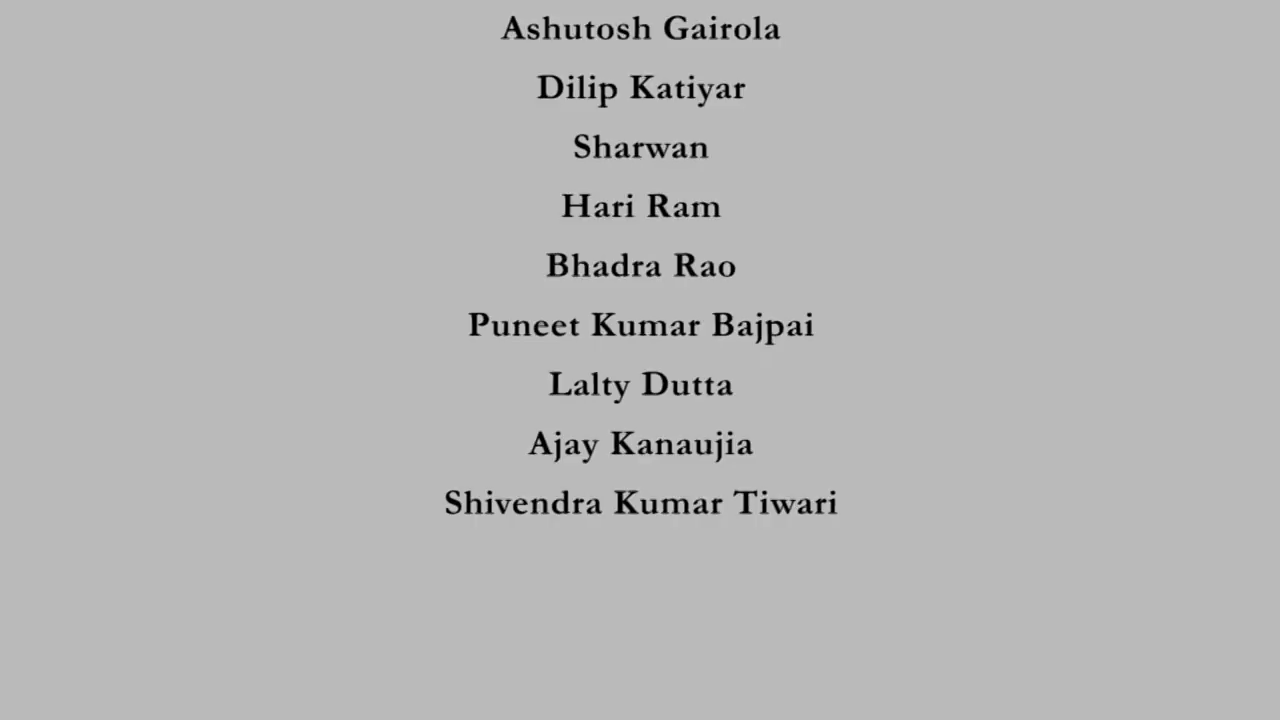 Ashutosh Gairola
Dilip Katiyar
Sharwan
Hari Ram
Bhadra Rao
Puneet Kumar Bajpai
Lalty Dutta
Ajay Kanaujia
Shivendra Kumar Tiwari